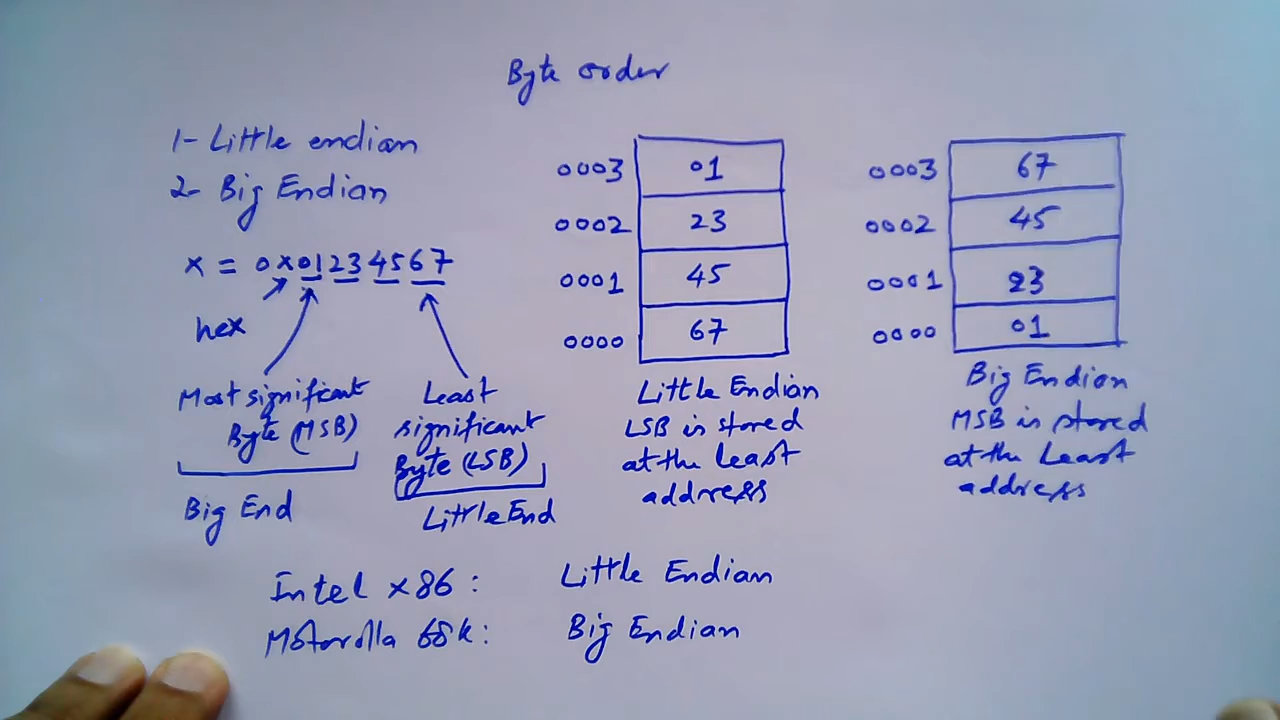 Byte order
1- Little endian
2- Big Endian
x = 0x01234567
hex
Most significant
Byte (MSB)
Big End
Least
significant
Byte (LSB)
Little End
0003 01
0002 23
0001 45
0000 67
Little Endian
LSB is stored
at the least
address
0003 67
0002 45
0001 23
0000 01
Big Endian
MSB is stored
at the Least
address
Intel x86: Little Endian
Motorolla 68k: Big Endian